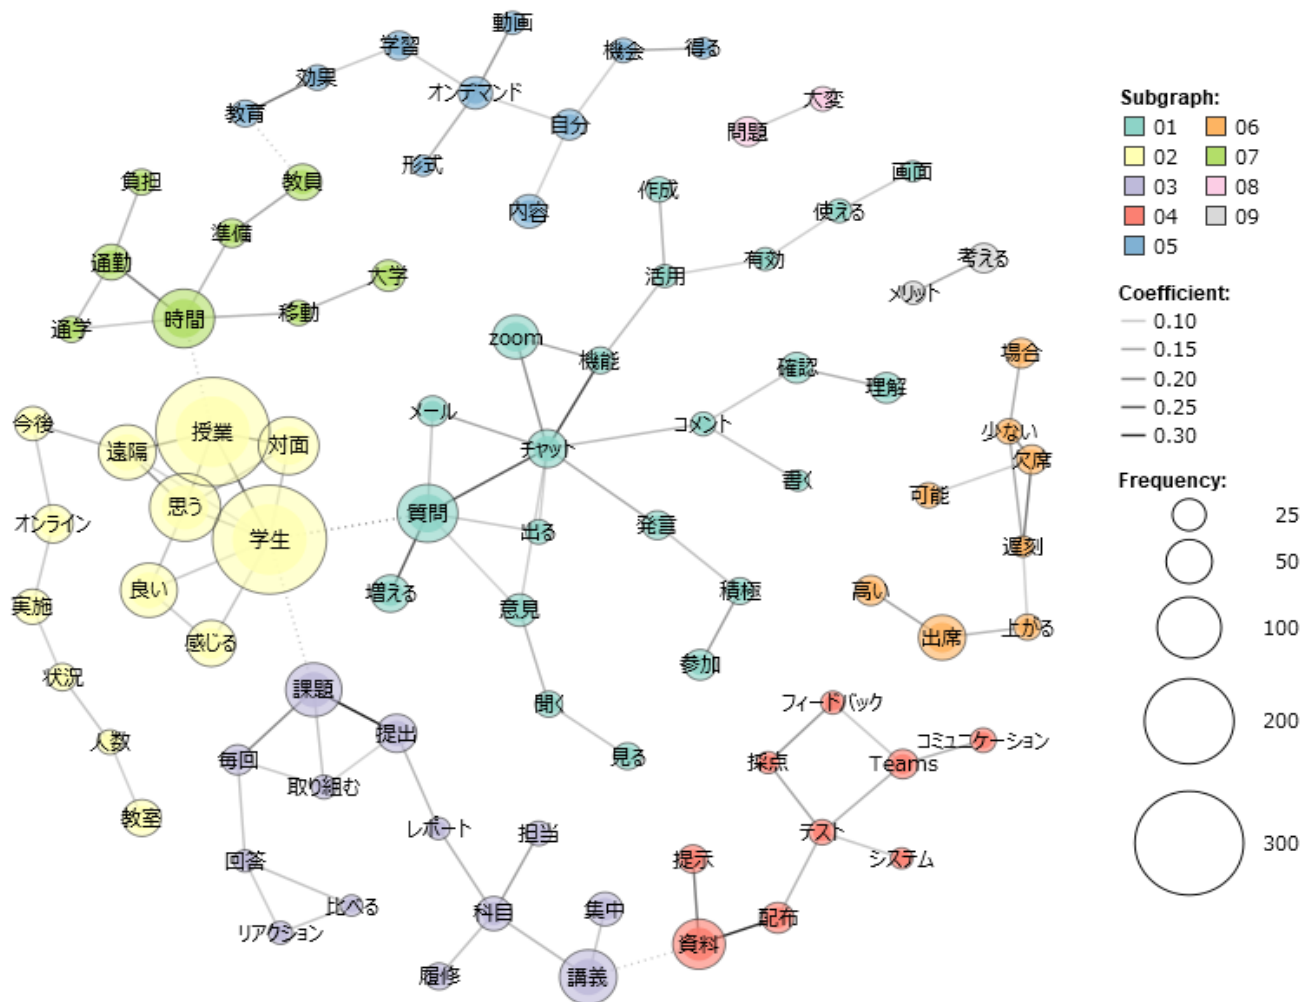 動画
学習
機会
得る
効果
オンデマンド
教育
自分
大変
問題
形式
教員
負担
内容
作成
画面
使える
準備
通勤
有効
活用
考える
大学
メリット
移動
時間
通学
zoom
機能
場合
確認
理解
メール
コメント
今後
授業
対面
遠隔
チャット
少ない
欠席
書く
可能
思う
質問
オンライン
出る
発言
学生
遅刻
良い
増える
積極
高い
実施
意見
上がる
出席
感じる
参加
状況
課題
聞く
フィードバック
提出
人数
コミュニケーション
毎回
見る
採点
Teams
取り組む
教室
レポート
担当
テスト
回答
提示
システム
比べる
科目
集中
配布
リアクション
資料
履修
講義
Subgraph:
01
06
02
07
03
08
04
09
05
Coefficient:
0.10
0.15
0.20
0.25
0.30
Frequency:
25
50
100
200
300